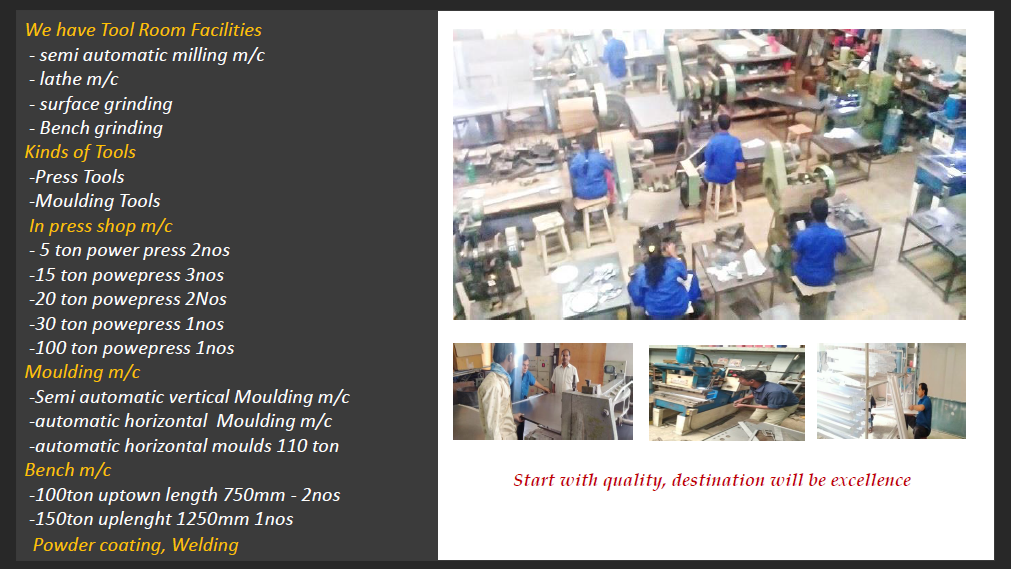 We have Tool Room Facilities
- semi automatic milling m/c
- lathe m/c
- surface grinding
- Bench grinding
Kinds of Tools
-Press Tools
-Moulding Tools
In press shop m/c
- 5 ton power press 2nos
-15 ton powepress 3nos
-20 ton powepress 2Nos
-30 ton powepress 1nos
-100 ton powepress 1nos
Moulding m/c
-Semi automatic vertical Moulding m/c
-automatic horizontal  Moulding m/c
-automatic horizontal moulds 110 ton
Bench m/c
-100ton uptown length 750mm - 2nos
-150ton uplenght 1250mm 1nos
Powder coating, Welding
Start with quality, destination will be excellence